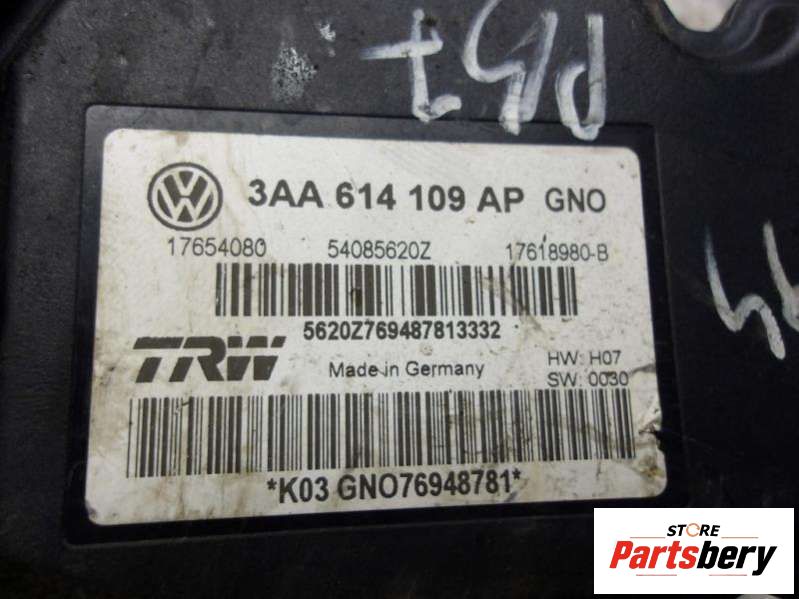 P157
3AA 614 109 AP GNO
17654080 54085620Z 17618980-B
5620Z769487813332
TRW Made in Germany HW: H07
SW: 0030
*K03 GNO76948781*
STORE
Partsbery